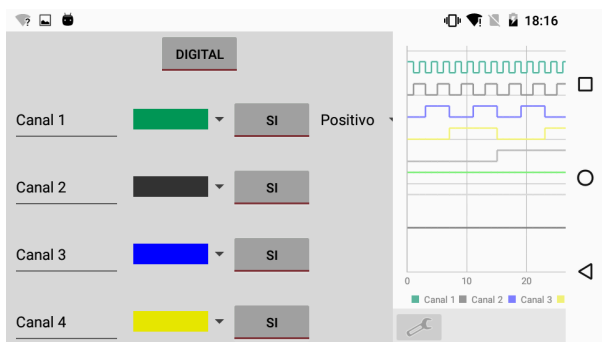 18:16
DIGITAL
Canal 1 SI Positivo
Canal 2 SI
Canal 3 SI
Canal 4 SI
0 10 20
Canal 1 Canal 2 Canal 3